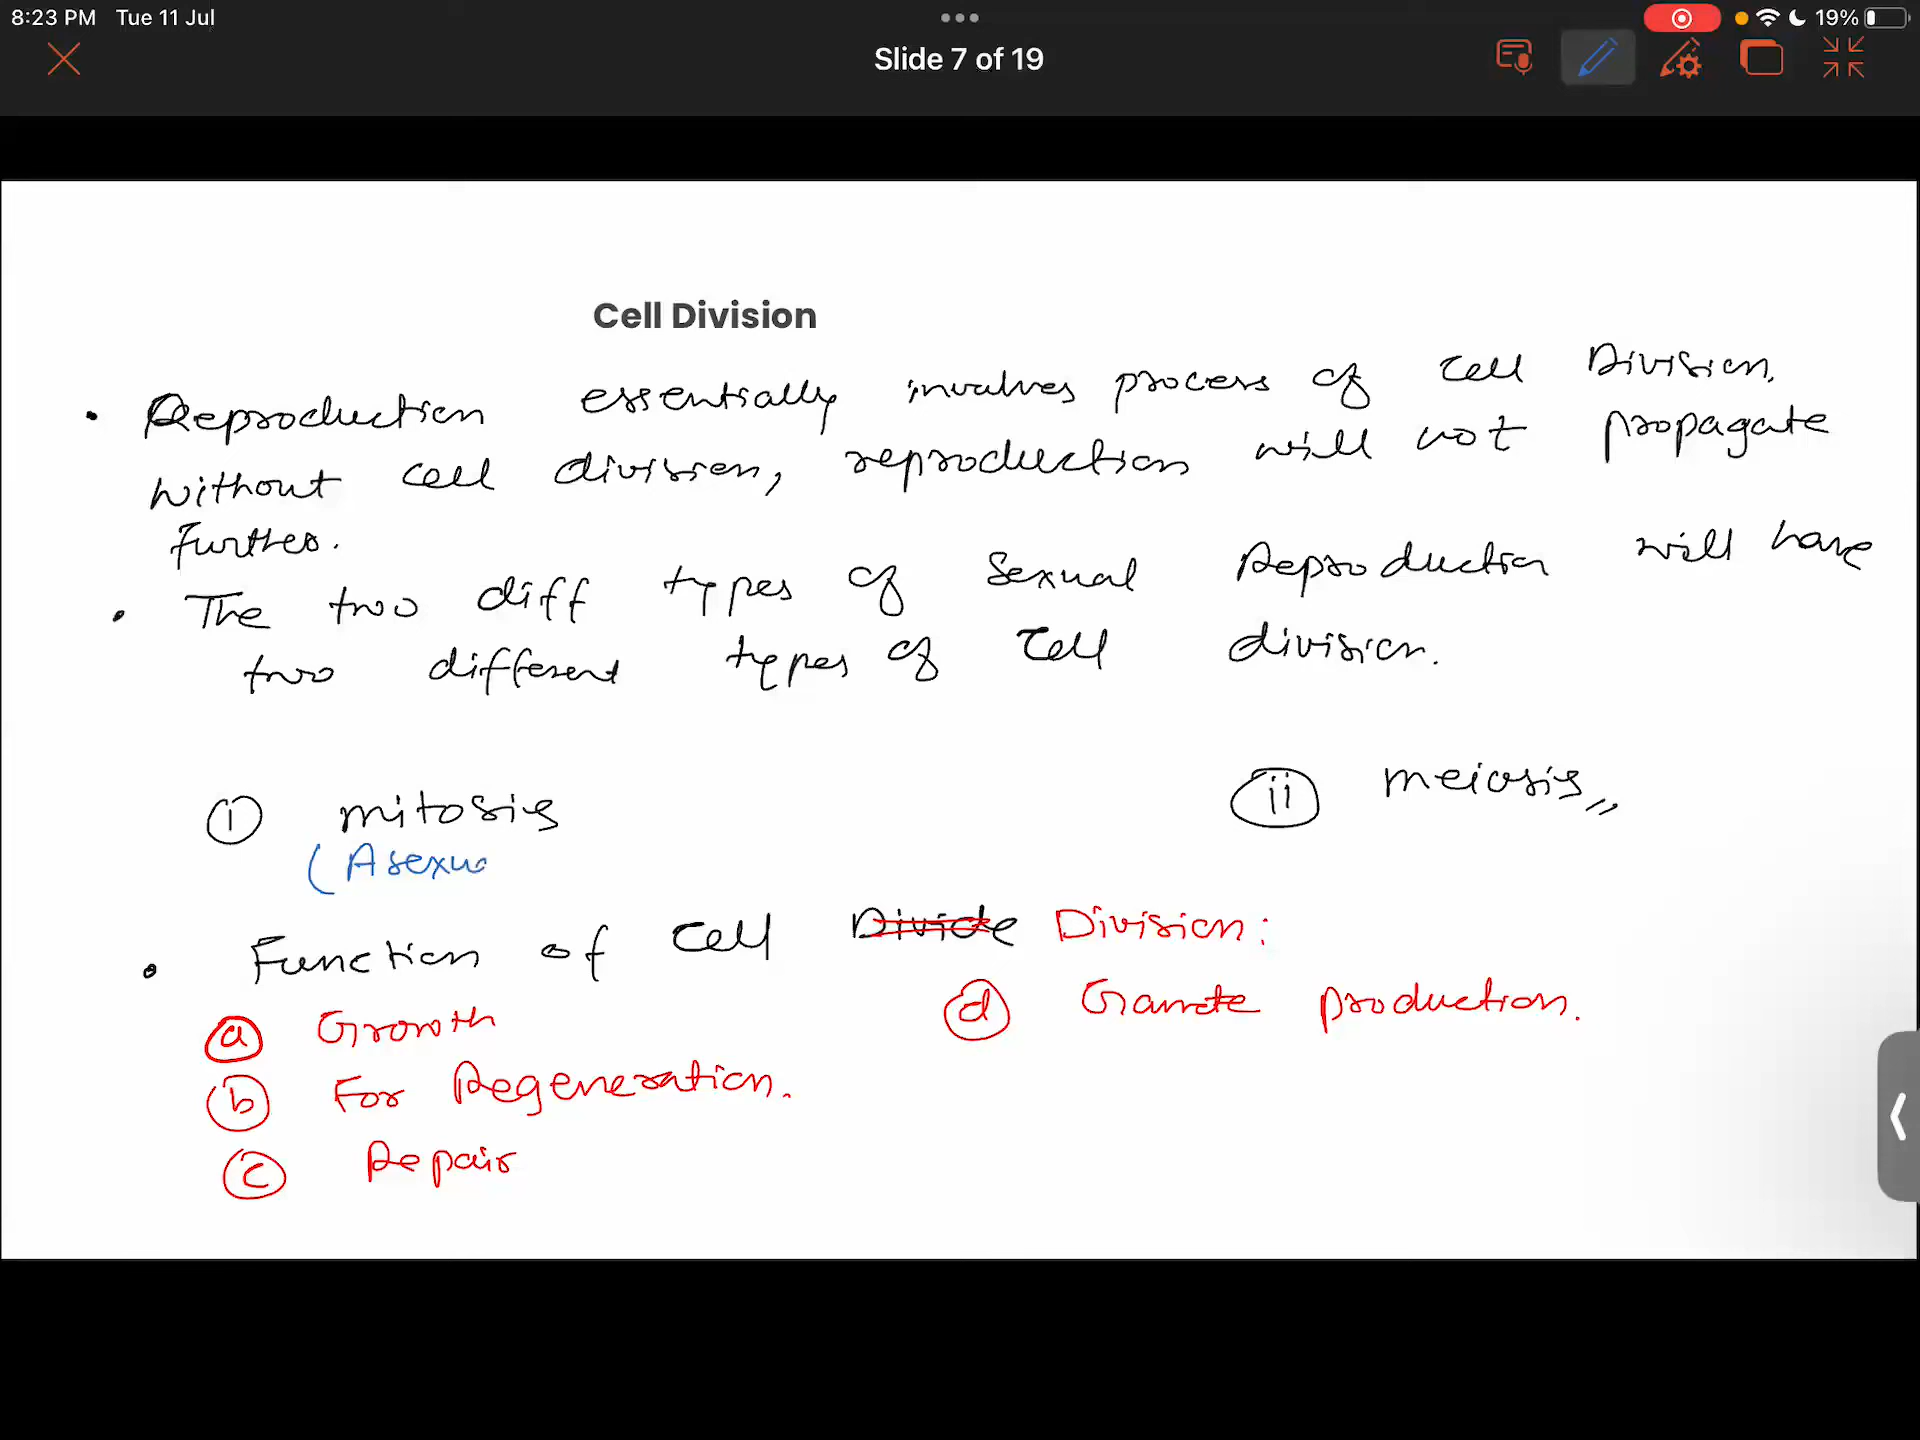 8:23 PM Tue 11 Jul
19%
Slide 7 of 19
Cell Division
• Reproduction essentially involves process of Cell Division.
without cell division, reproduction will not propagate
Further.
• The two diff types of Sexual Reproduction will have
two different types of Cell division.
i mitosis
ii meiosis,,
(Asexua
• Function of Cell Divide Division:
a Growth
d Gamete production.
b For Regeneration.
c Repair